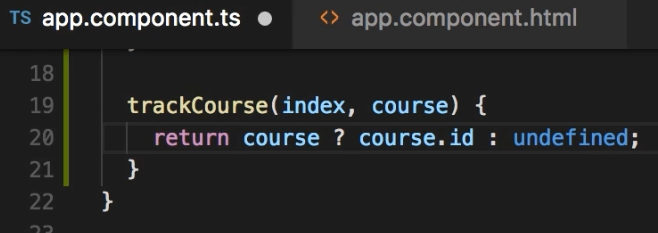 TS app.component.ts ● <> app.component.html
18
19 trackCourse(index, course) {
20 return course ? course.id : undefined;
21 }
22 }
23